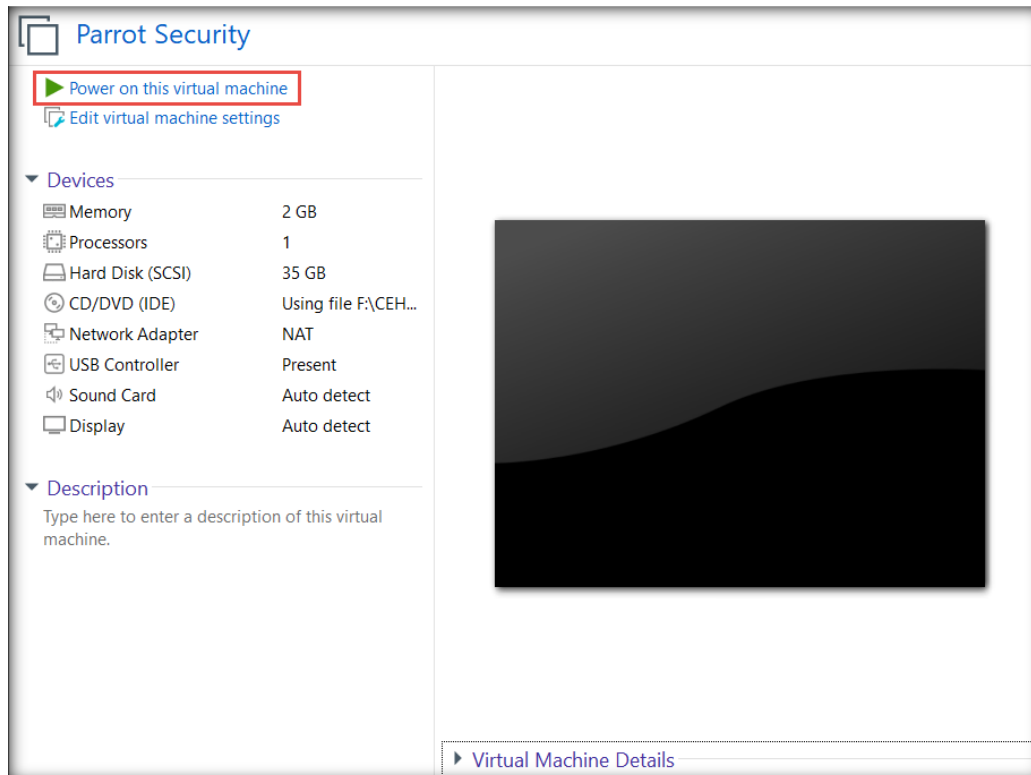 Parrot Security
Power on this virtual machine
Edit virtual machine settings
Devices
Memory 2 GB
Processors 1
Hard Disk (SCSI) 35 GB
CD/DVD (IDE) Using file F:\CEH...
Network Adapter NAT
USB Controller Present
Sound Card Auto detect
Display Auto detect
Description
Type here to enter a description of this virtual
machine.
Virtual Machine Details